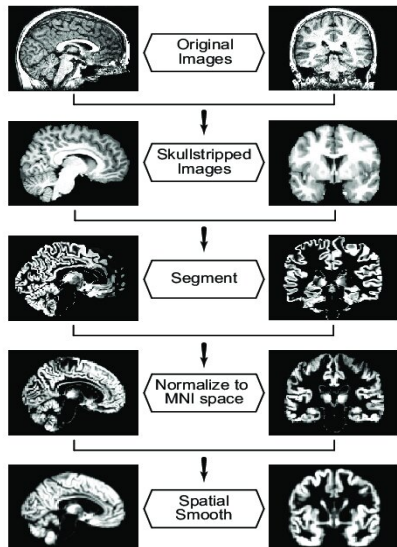 Original
Images
Skullstripped
Images
Segment
Normalize to
MNI space
Spatial
Smooth